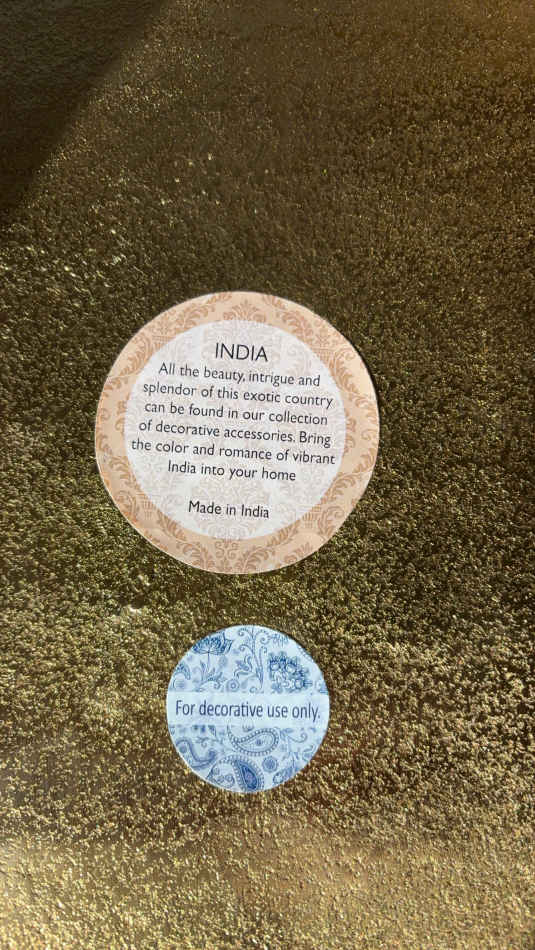 INDIA
All the beauty, intrigue and
splendor of this exotic country
can be found in our collection
of decorative accessories. Bring
the color and romance of vibrant
India into your home
Made in India
For decorative use only.